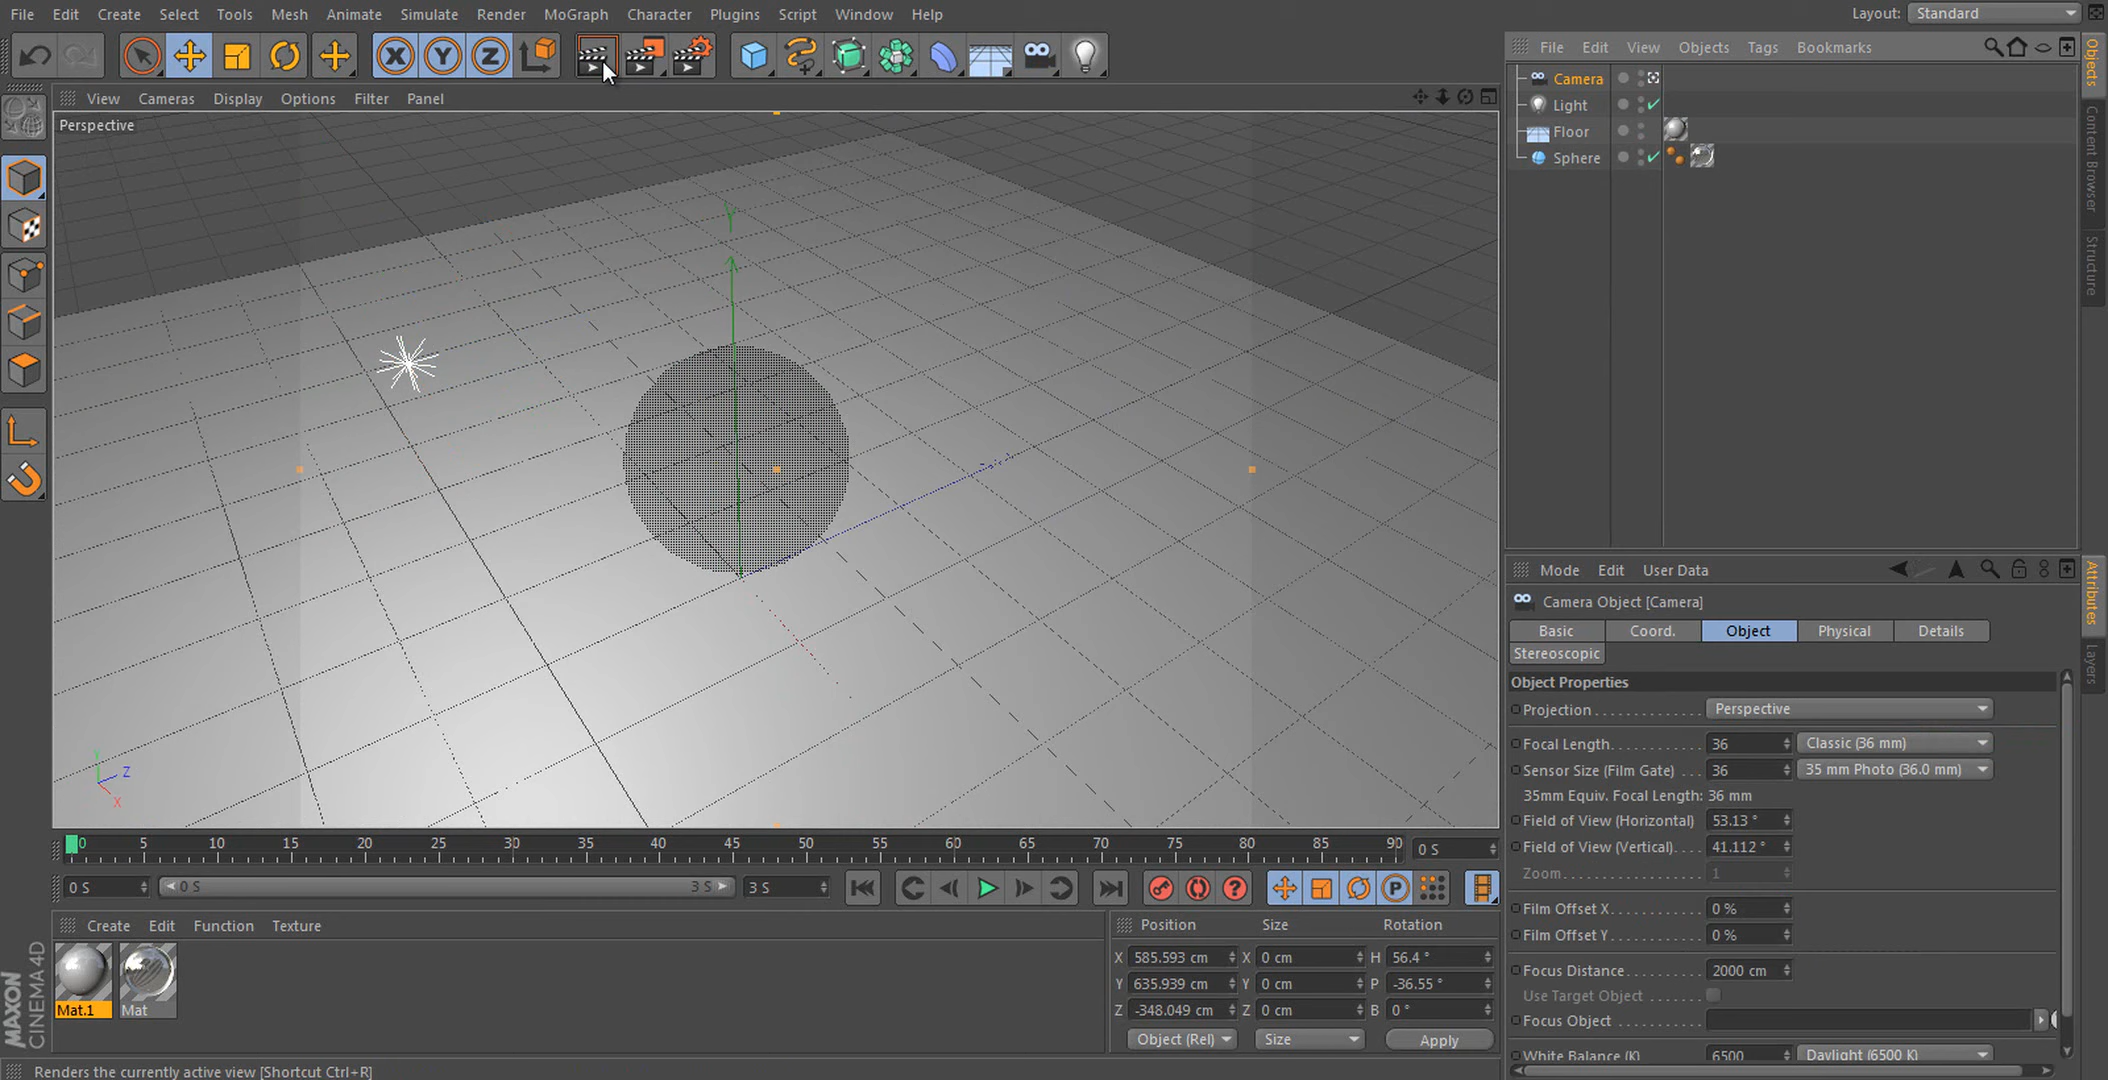 File Edit Create Select Tools Mesh Animate Simulate Render MoGraph Character Plugins Script Window Help Layout: Standard
X Y Z
File Edit View Objects Tags Bookmarks
View Cameras Display Options Filter Panel
Perspective
Y
Camera
Light
Floor
Sphere
Objects
Content Browser
Structure
Mode Edit User Data
Camera Object [Camera]
Basic Coord. Object Physical Details
Stereoscopic
Object Properties
Projection Perspective
Focal Length 36 Classic (36 mm)
Sensor Size (Film Gate) 36 35 mm Photo (36.0 mm)
35mm Equiv. Focal Length: 36 mm
Field of View (Horizontal) 53.13 °
Field of View (Vertical) 41.112 °
Zoom 1
Film Offset X 0 %
Film Offset Y 0 %
Focus Distance 2000 cm
Use Target Object
Focus Object
White Balance (K) 6500 Daylight (6500 K)
Attributes
Layers
Y Z X
0 5 10 15 20 25 30 35 40 45 50 55 60 65 70 75 80 85 90 0 S
0 S 0 S 3 S 3 S ? P
Create Edit Function Texture
Mat.1 Mat
Position Size Rotation
X 585.593 cm X 0 cm H 56.4 °
Y 635.939 cm Y 0 cm P -36.55 °
Z -348.049 cm Z 0 cm B 0 °
Object (Rel) Size Apply
MAXON
CINEMA 4D
Renders the currently active view [Shortcut Ctrl+R]